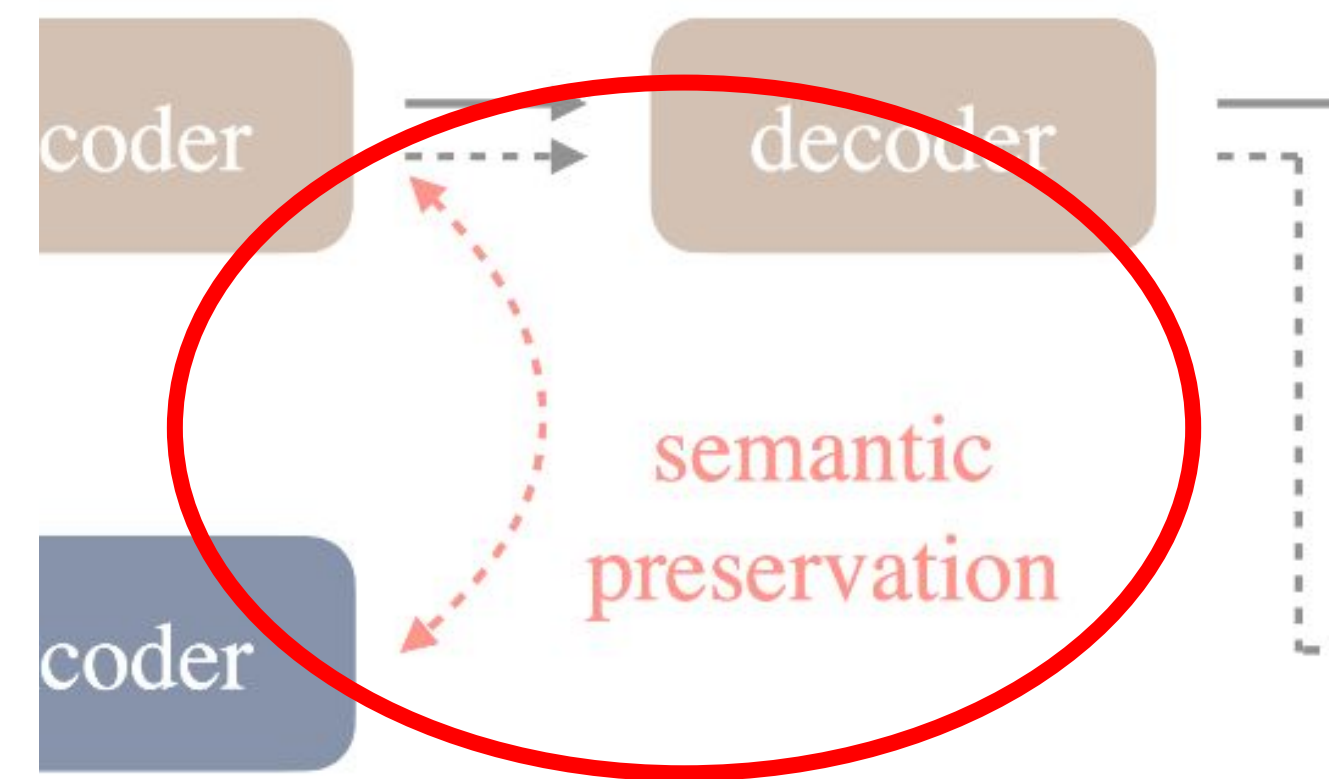 coder
decoder
semantic
preservation
coder